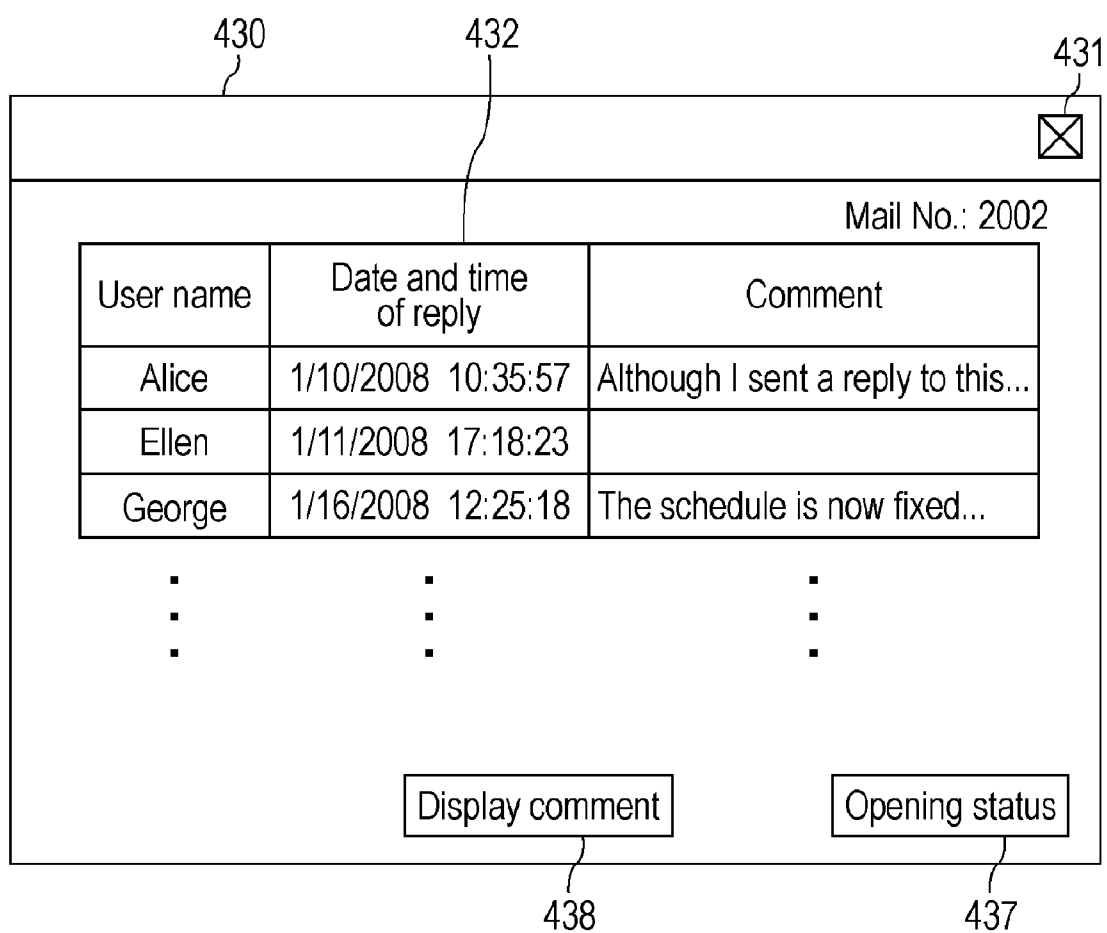 430
432
431
Mail No.: 2002
User name
Date and time
of reply
Comment
Alice
1/10/2008 10:35:57
Although I sent a reply to this...
Ellen
1/11/2008 17:18:23
George
1/16/2008 12:25:18
The schedule is now fixed...
Display comment
Opening status
438
437